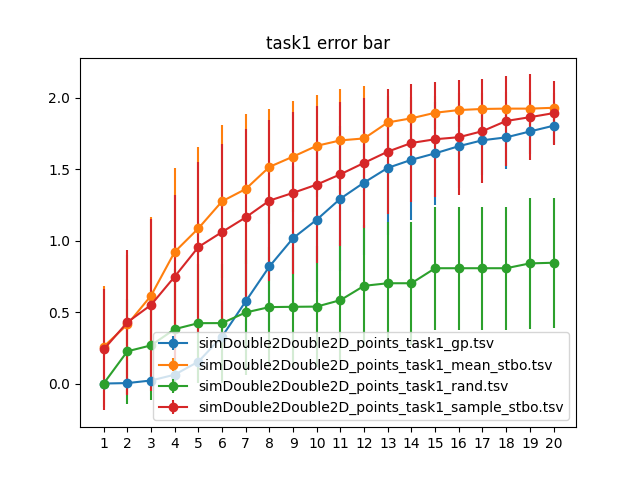 task1 error bar
2.0
1.5
1.0
0.5
0.0
simDouble2Double2D_points_task1_gp.tsv
simDouble2Double2D_points_task1_mean_stbo.tsv
simDouble2Double2D_points_task1_rand.tsv
simDouble2Double2D_points_task1_sample_stbo.tsv
1 2 3 4 5 6 7 8 9 10 11 12 13 14 15 16 17 18 19 20